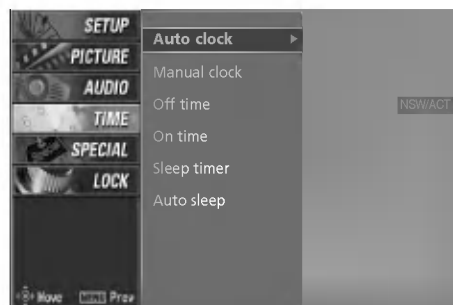 SETUP
PICTURE
AUDIO
TIME
SPECIAL
LOCK
Move MENU Prev
Auto clock
Manual clock
Off time
On time
Sleep timer
Auto sleep
NSW/ACT